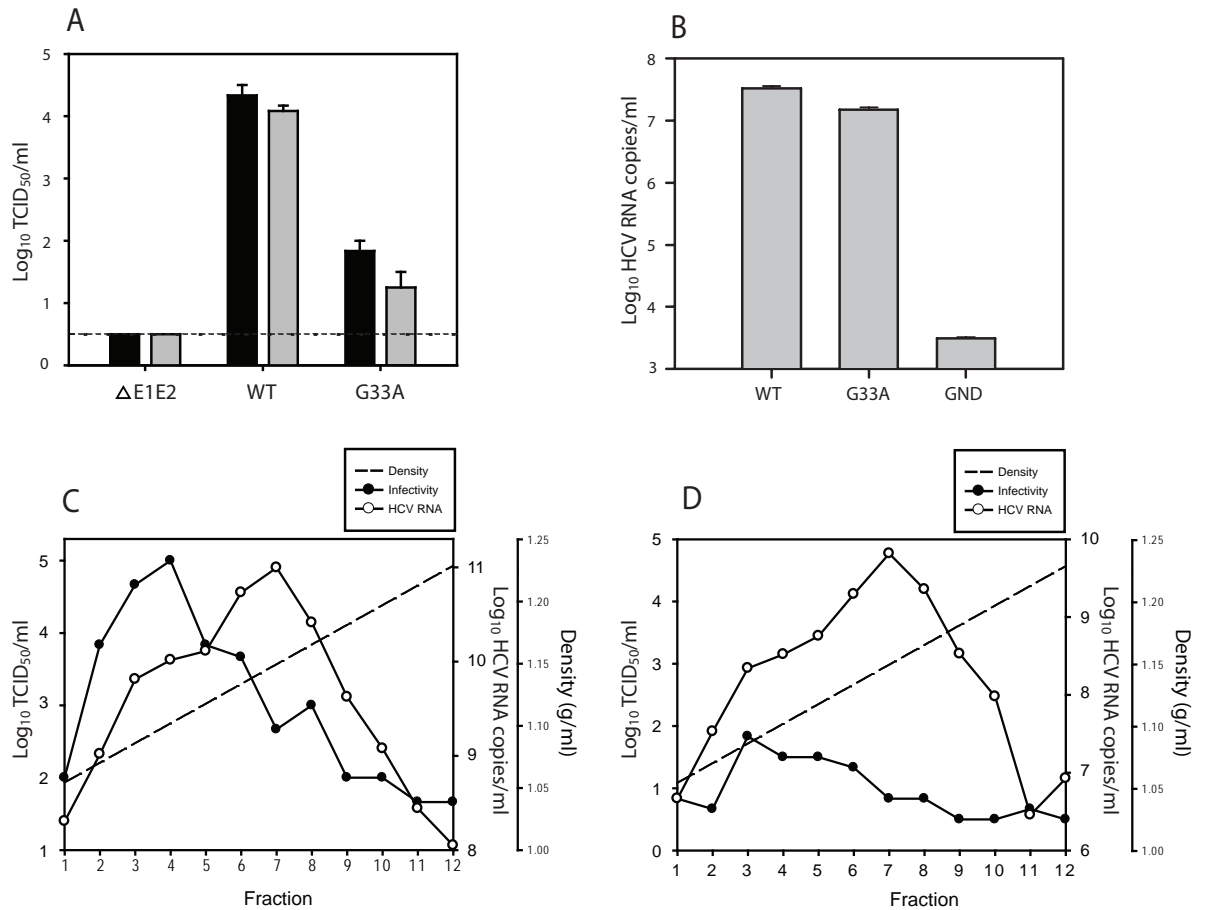 A
Log10 TCID50/ml
5
4
3
2
1
0
△E1E2
WT
G33A
B
Log10 HCV RNA copies/ml
8
7
6
5
4
3
WT
G33A
GND
C
Density
Infectivity
HCV RNA
Log10 TCID50/ml
5
4
3
2
1
11
10
9
8
Log10 HCV RNA copies/ml
1.25
1.20
1.15
1.10
1.05
1.00
Density (g/ml)
1 2 3 4 5 6 7 8 9 10 11 12
Fraction
D
Density
Infectivity
HCV RNA
Log10 TCID50/ml
5
4
3
2
1
0
10
9
8
7
6
Log10 HCV RNA copies/ml
1.25
1.20
1.15
1.10
1.05
1.00
Density (g/ml)
1 2 3 4 5 6 7 8 9 10 11 12
Fraction